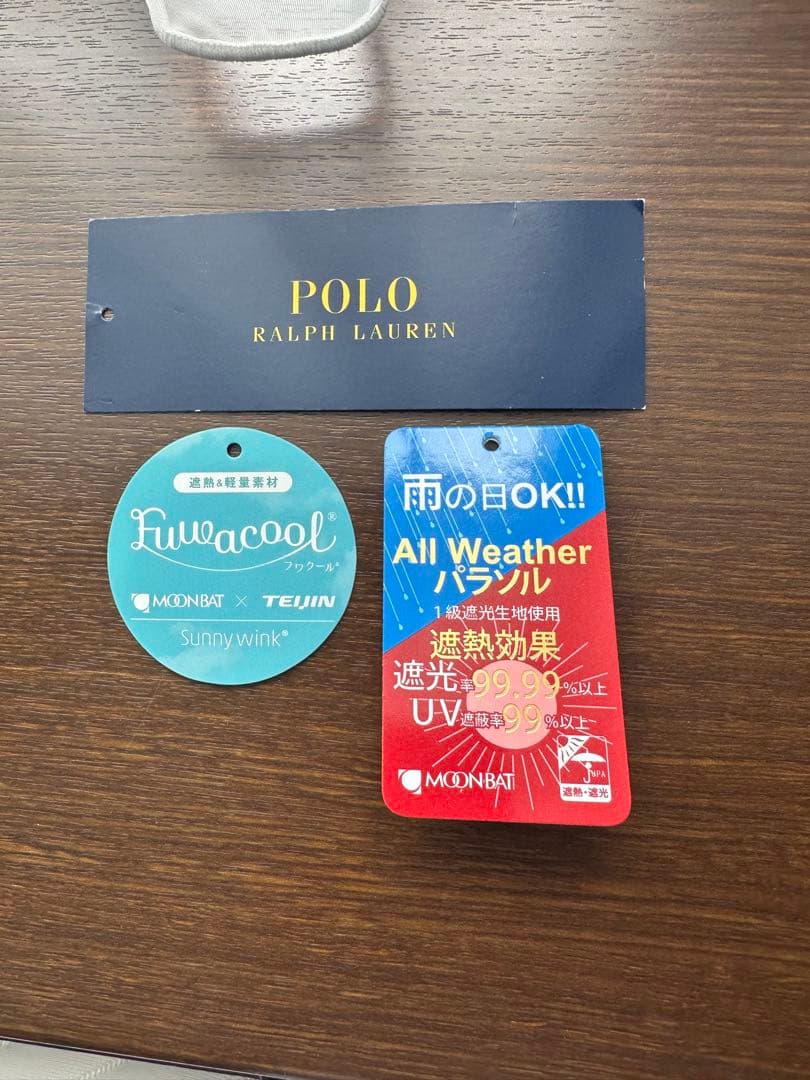 POLO
RALPH LAUREN
遮熱&軽量素材
Fuwacool®
フワクール®
MOONBAT × TEIJIN
Sunny wink®
雨の日OK!!
All Weather
パラソル
1級遮光生地使用
遮熱効果
遮光率99.99%以上
UV遮蔽率99%以上
MOONBAT
JUPA
遮熱・遮光